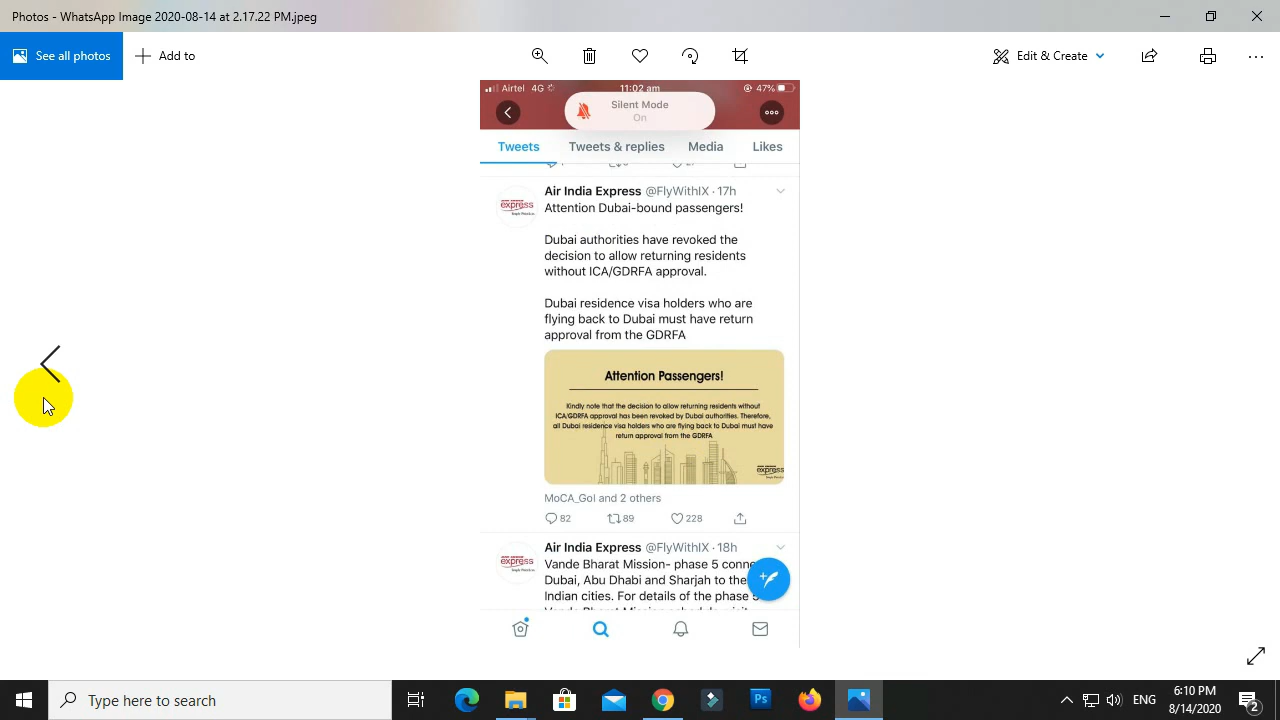 Photos - WhatsApp Image 2020-08-14 at 2.17.22 PM.jpeg
See all photos
Add to
Edit & Create
Airtel 4G
11:02 am
47%
Silent Mode
On
Tweets
Tweets & replies
Media
Likes
Air India Express @FlyWithIX · 17h
express
Attention Dubai-bound passengers!
Dubai authorities have revoked the
decision to allow returning residents
without ICA/GDRFA approval.
Dubai residence visa holders who are
flying back to Dubai must have return
approval from the GDRFA
Attention Passengers!
Kindly note that the decision to allow returning residents without
ICA/GDRFA approval has been revoked by Dubai authorities. Therefore,
all Dubai residence visa holders who are flying back to Dubai must have
return approval from the GDRFA
express
MoCA_GoI and 2 others
82
89
228
Air India Express @FlyWithIX · 18h
express
Vande Bharat Mission- phase 5 conne
Dubai, Abu Dhabi and Sharjah to the
Indian cities. For details of the phase 5
Type here to search
ENG
6:10 PM
8/14/2020
2